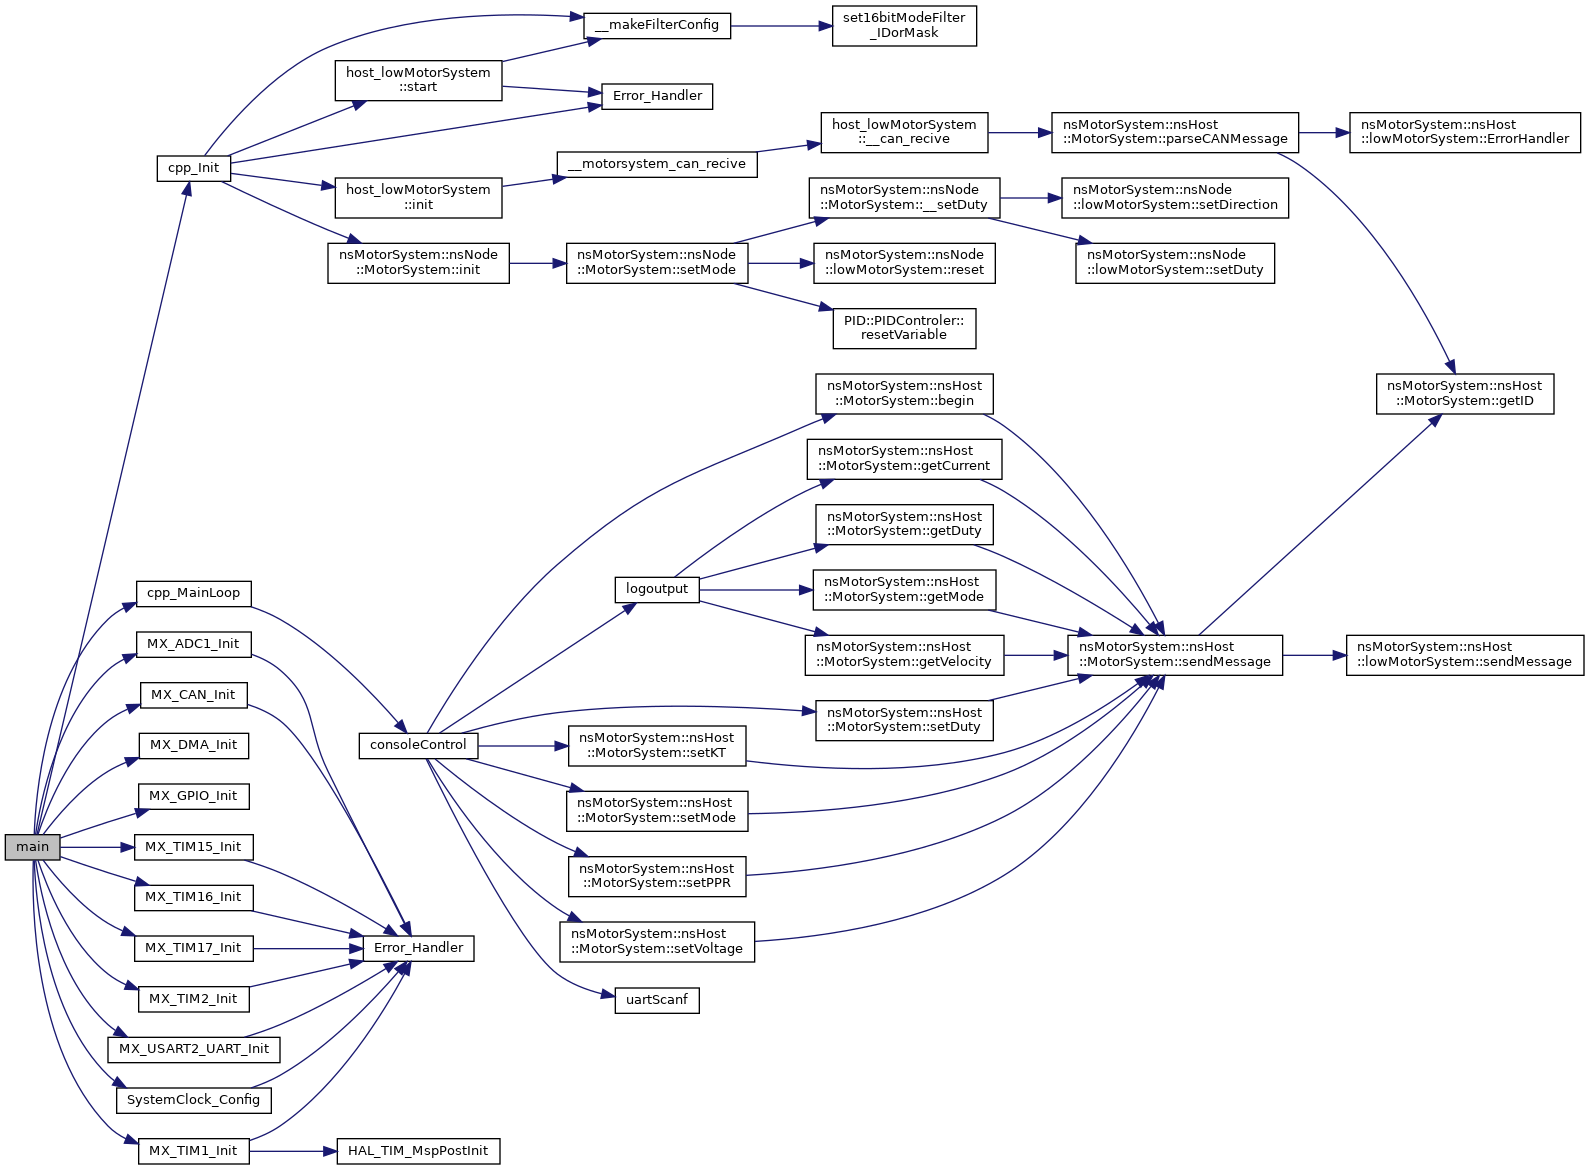 __makeFilterConfig
set16bitModeFilter
_IDorMask
host_lowMotorSystem
::start
Error_Handler
cpp_Init
host_lowMotorSystem
::__can_recive
nsMotorSystem::nsHost
::MotorSystem::parseCANMessage
nsMotorSystem::nsHost
::lowMotorSystem::ErrorHandler
__motorsystem_can_recive
host_lowMotorSystem
::init
nsMotorSystem::nsNode
::MotorSystem::__setDuty
nsMotorSystem::nsNode
::lowMotorSystem::setDirection
nsMotorSystem::nsNode
::MotorSystem::init
nsMotorSystem::nsNode
::MotorSystem::setMode
nsMotorSystem::nsNode
::lowMotorSystem::reset
nsMotorSystem::nsNode
::lowMotorSystem::setDuty
PID::PIDControler::
resetVariable
nsMotorSystem::nsHost
::MotorSystem::begin
nsMotorSystem::nsHost
::MotorSystem::getID
nsMotorSystem::nsHost
::MotorSystem::getCurrent
nsMotorSystem::nsHost
::MotorSystem::getDuty
cpp_MainLoop
logoutput
nsMotorSystem::nsHost
::MotorSystem::getMode
MX_ADC1_Init
nsMotorSystem::nsHost
::MotorSystem::getVelocity
nsMotorSystem::nsHost
::MotorSystem::sendMessage
nsMotorSystem::nsHost
::lowMotorSystem::sendMessage
MX_CAN_Init
nsMotorSystem::nsHost
::MotorSystem::setDuty
MX_DMA_Init
consoleControl
nsMotorSystem::nsHost
::MotorSystem::setKT
MX_GPIO_Init
nsMotorSystem::nsHost
::MotorSystem::setMode
main
MX_TIM15_Init
nsMotorSystem::nsHost
::MotorSystem::setPPR
MX_TIM16_Init
MX_TIM17_Init
Error_Handler
nsMotorSystem::nsHost
::MotorSystem::setVoltage
MX_TIM2_Init
uartScanf
MX_USART2_UART_Init
SystemClock_Config
MX_TIM1_Init
HAL_TIM_MspPostInit